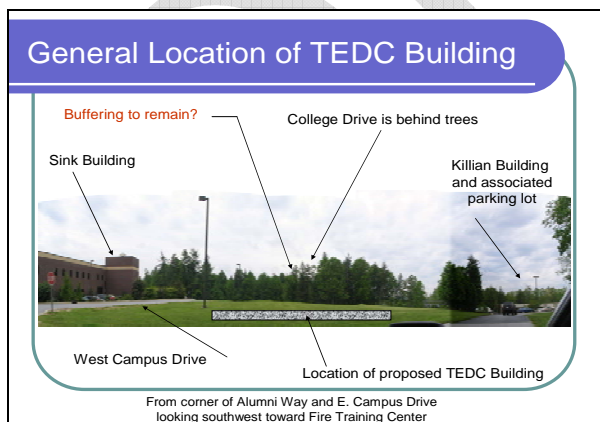 General Location of TEDC Building
Buffering to remain?
College Drive is behind trees
Sink Building
Killian Building
and associated
parking lot
West Campus Drive
Location of proposed TEDC Building
From corner of Alumni Way and E. Campus Drive
looking southwest toward Fire Training Center